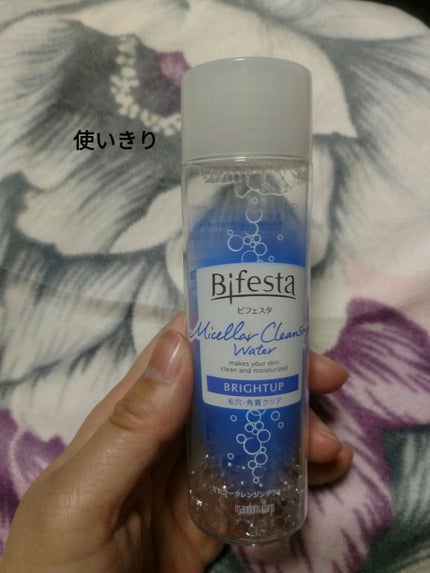 使いきり
Bifesta
ビフェスタ
Micellar Cleansing
Water
makes your skin
clean and moisturized
BRIGHTUP
毛穴・角質クリア